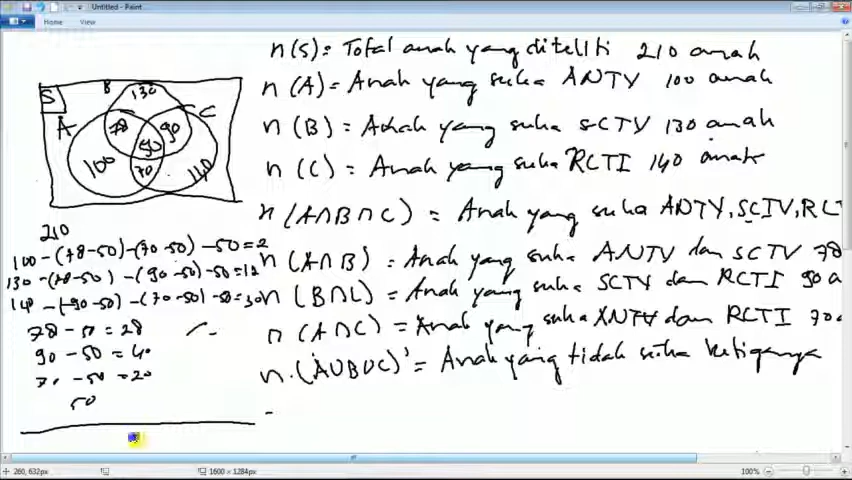 Untitled - Paint
Home View
n(S) = Total anak yang diteliti 210 anak
n(A) = Anak yang suka ANTV 100 anak
n(B) = Anak yang suka SCTV 130 anak
n(C) = Anak yang suka RCTI 140 anak
n(A∩B∩C) = Anak yang suka ANTV, SCTV, RCT
n(A∩B) = Anak yang suka ANTV dan SCTV 78
n(B∩C) = Anak yang suka SCTV dan RCTI 90 a
n(A∩C) = Anak yang suka ANTV dan RCTI 70 a
n.(A∪B∪C)' = Anak yang tidak suka ketiganya
S
B
130
A
C
78
90
50
100
70
140
210
100 - (78-50) - (70-50) - 50 = 2
130 - (78-50) - (90-50) - 50 = 12
140 - (90-50) - (70-50) - 50 = 30
78 - 50 = 28
90 - 50 = 40
70 - 50 = 20
50
260, 632px
1600 × 1284px
100%